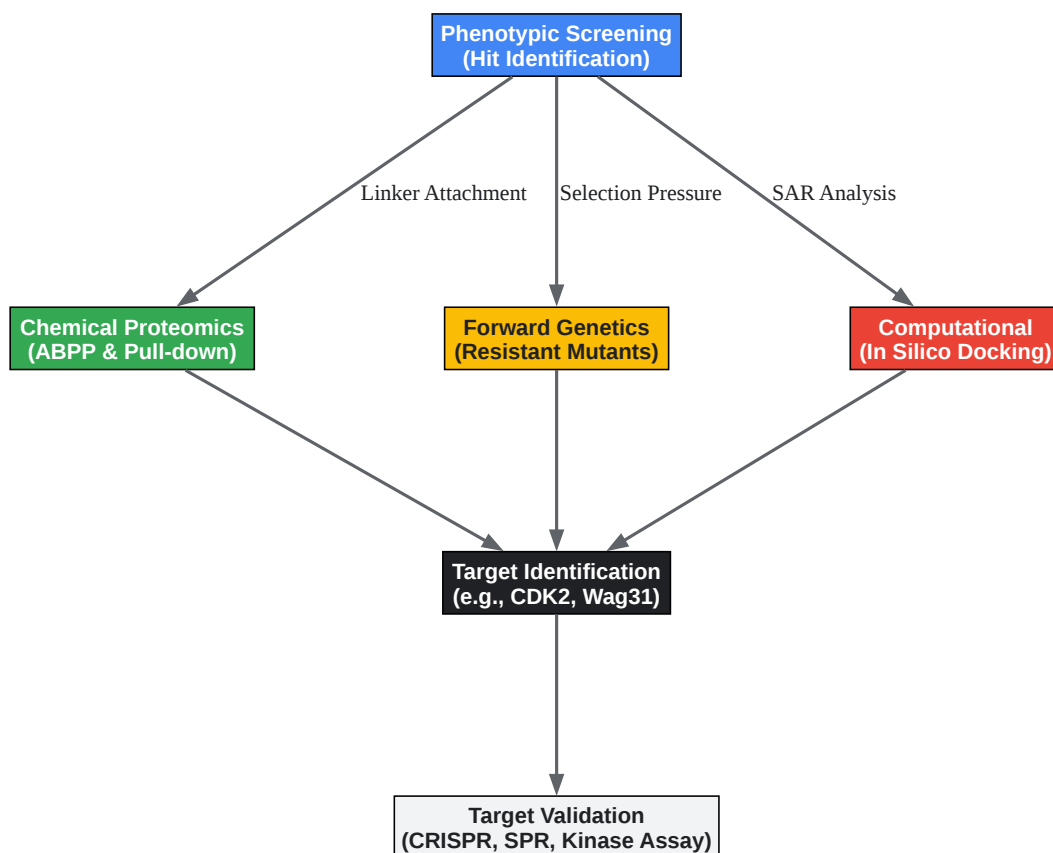 Phenotypic Screening
(Hit Identification)
Linker Attachment
Selection Pressure
SAR Analysis
Chemical Proteomics
(ABPP & Pull-down)
Forward Genetics
(Resistant Mutants)
Computational
(In Silico Docking)
Target Identification
(e.g., CDK2, Wag31)
Target Validation
(CRISPR, SPR, Kinase Assay)